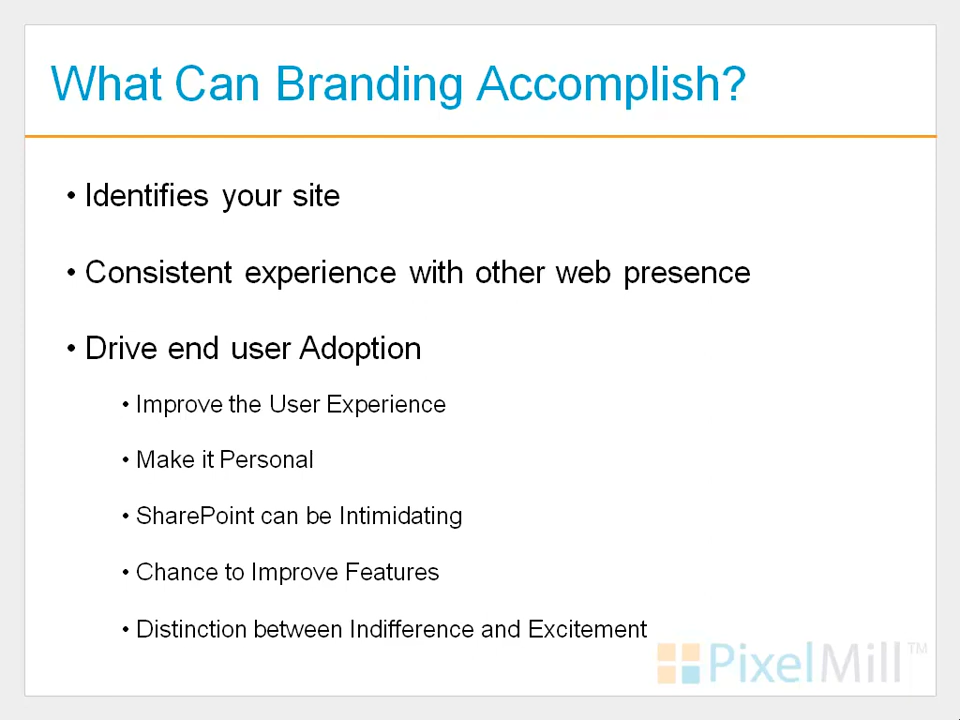 What Can Branding Accomplish?
• Identifies your site
• Consistent experience with other web presence
• Drive end user Adoption
• Improve the User Experience
• Make it Personal
• SharePoint can be Intimidating
• Chance to Improve Features
• Distinction between Indifference and Excitement
PixelMill™